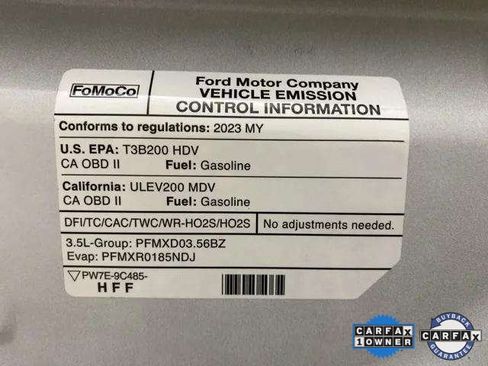 FoMoCo
Ford Motor Company
VEHICLE EMISSION
CONTROL INFORMATION
Conforms to regulations: 2023 MY
U.S. EPA: T3B200 HDV
CA OBD II Fuel: Gasoline
California: ULEV200 MDV
CA OBD II Fuel: Gasoline
DFI/TC/CAC/TWC/WR-HO2S/HO2S No adjustments needed.
3.5L-Group: PFMXD03.56BZ
Evap: PFMXR0185NDJ
PW7E-9C485-
HFF
CARFAX
1 OWNER
BUYBACK
CARFAX
GUARANTEE